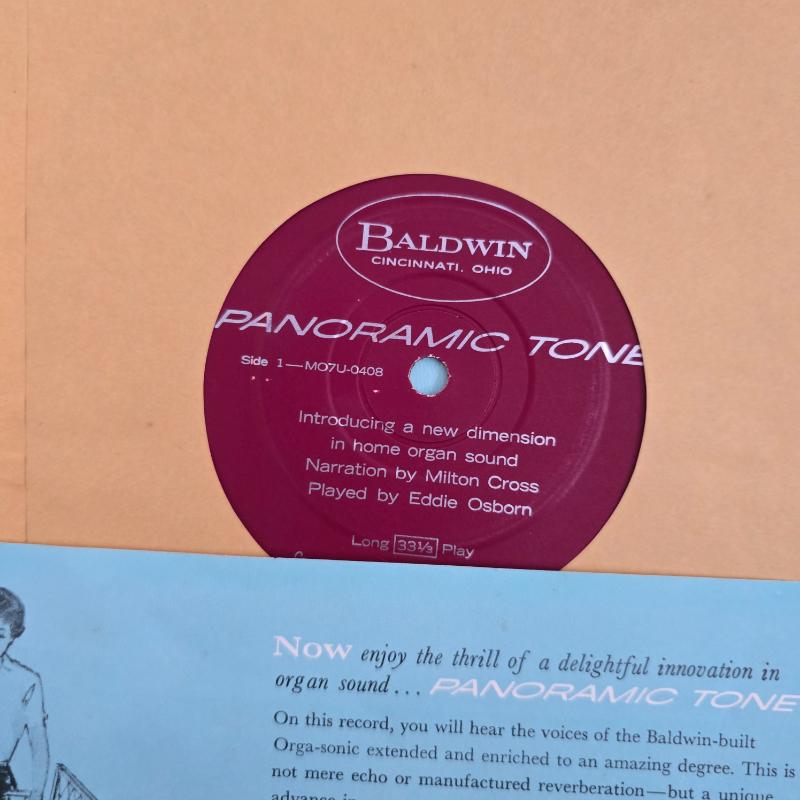 BALDWIN
CINCINNATI, OHIO
PANORAMIC TONE
Side 1—MO7U-0408
Introducing a new dimension
in home organ sound
Narration by Milton Cross
Played by Eddie Osborn
Long 33⅓ Play
Now enjoy the thrill of a delightful innovation in
organ sound... PANORAMIC TONE
On this record, you will hear the voices of the Baldwin-built
Orga-sonic extended and enriched to an amazing degree. This is
not mere echo or manufactured reverberation—but a unique
advance in